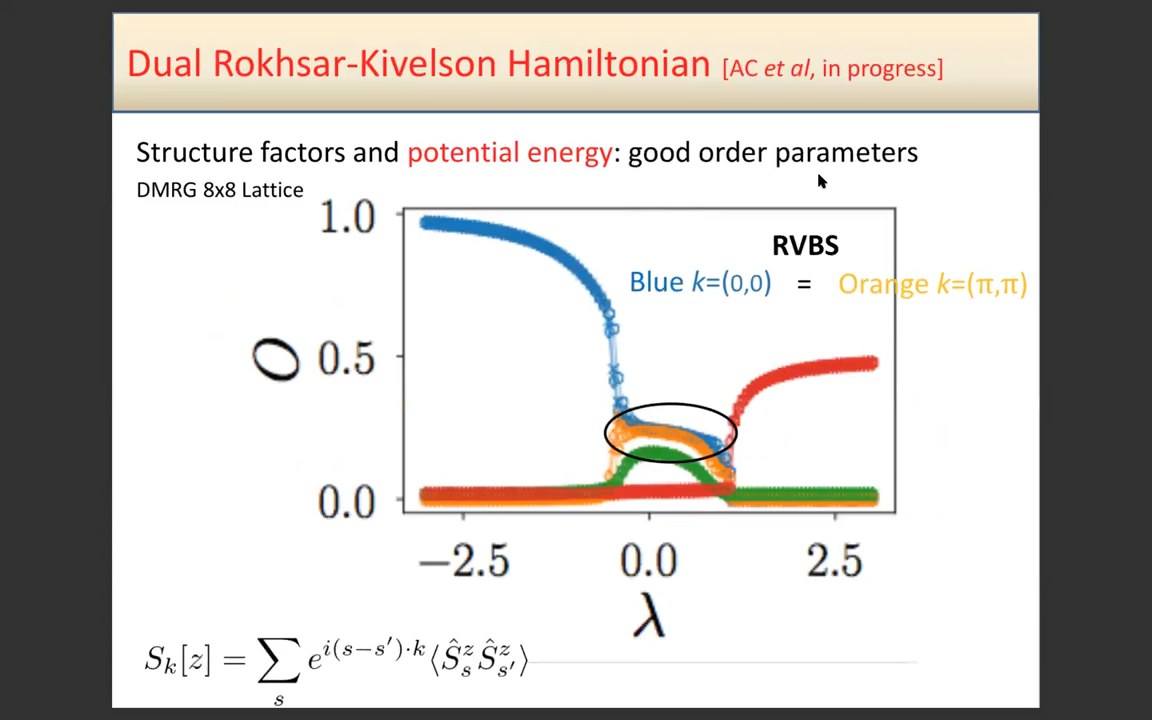 Dual Rokhsar-Kivelson Hamiltonian [AC et al, in progress]
Structure factors and potential energy: good order parameters
DMRG 8x8 Lattice
1.0
RVBS
Blue k=(0,0) = Orange k=(π,π)
O
0.5
0.0
−2.5 0.0 2.5
λ
S_k[z] = ∑_s e^{i(s−s′)·k} ⟨Ŝ^z_s Ŝ^z_{s′}⟩